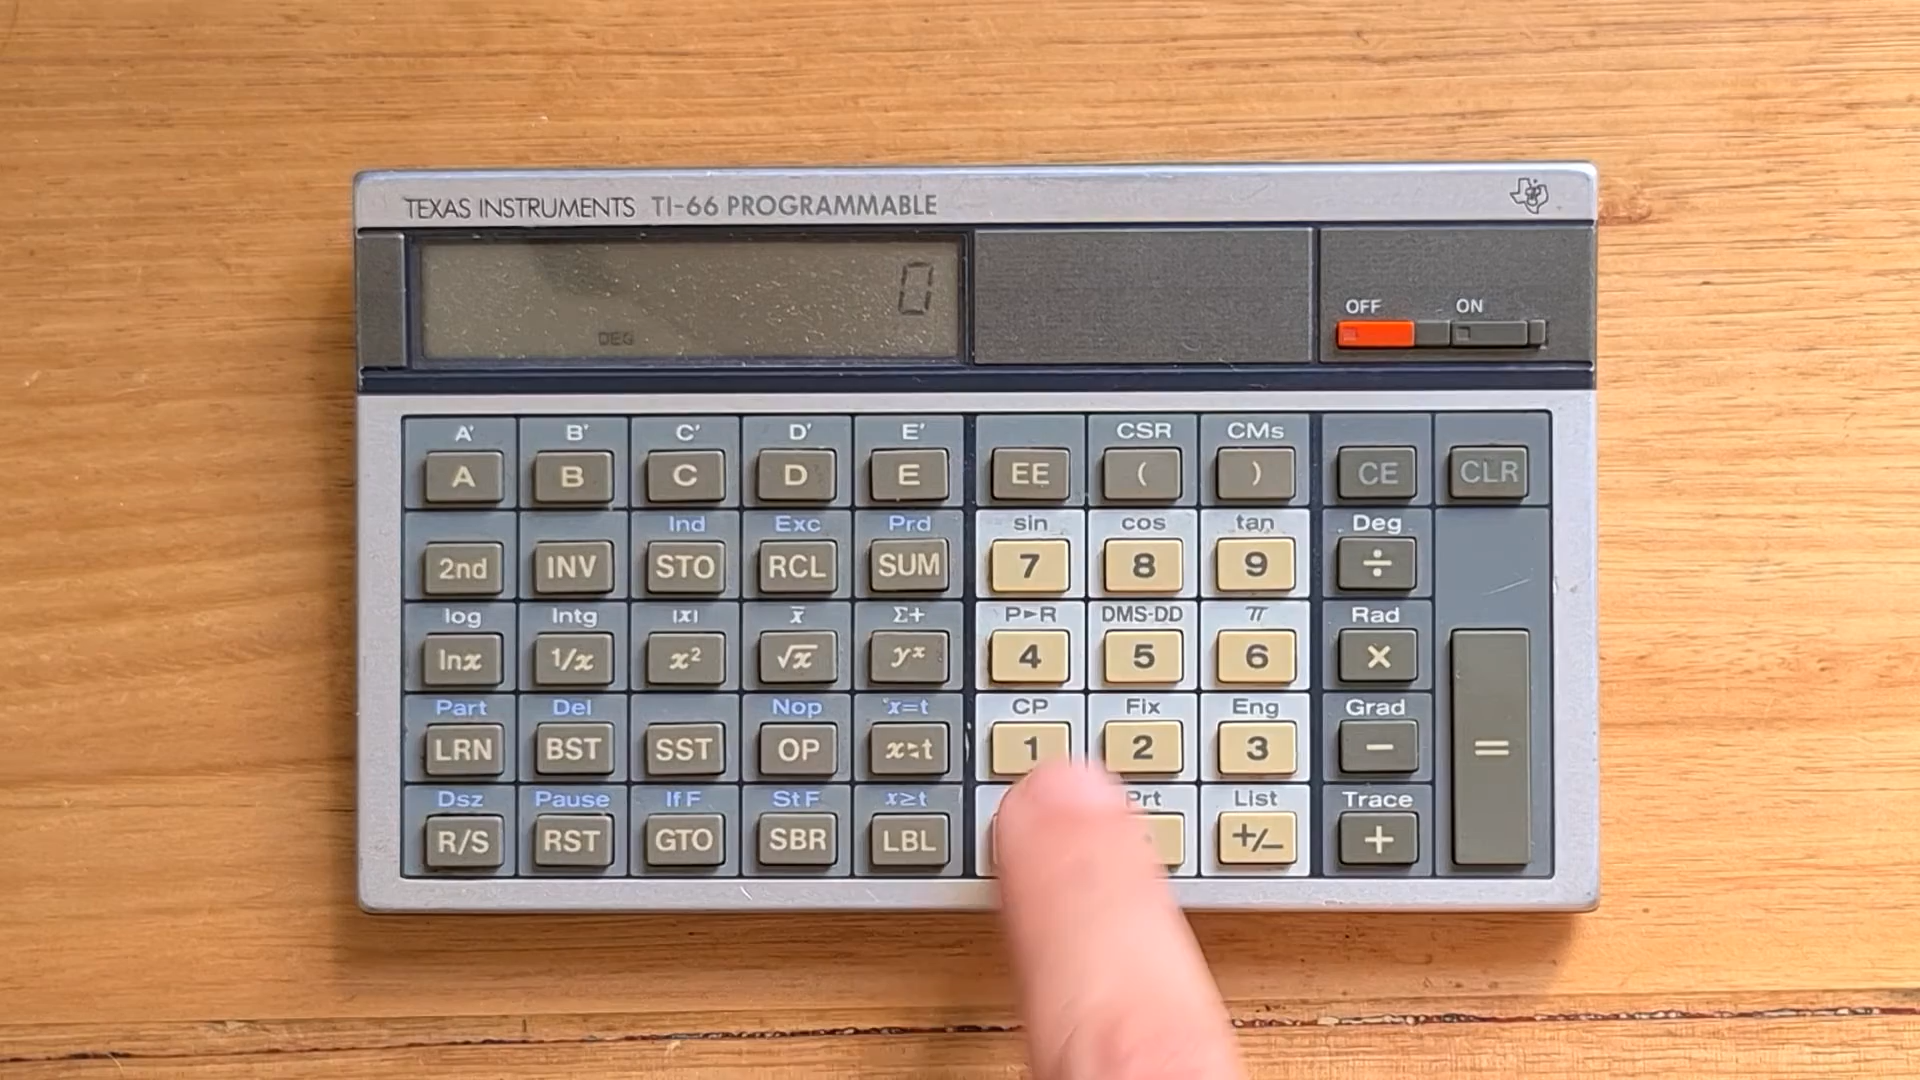 TEXAS INSTRUMENTS TI-66 PROGRAMMABLE
0
DEG
OFF ON
A' B' C' D' E' CSR CMs
A B C D E EE ( ) CE CLR
Ind Exc Prd sin cos tan Deg
2nd INV STO RCL SUM 7 8 9 ÷
log Intg |x| x̄ Σ+ P►R DMS-DD π Rad
lnx 1/x x² √x yˣ 4 5 6 ×
Part Del Nop x=t CP Fix Eng Grad
LRN BST SST OP x:t 1 2 3 − =
Dsz Pause If F St F x≥t Prt List Trace
R/S RST GTO SBR LBL +/− +